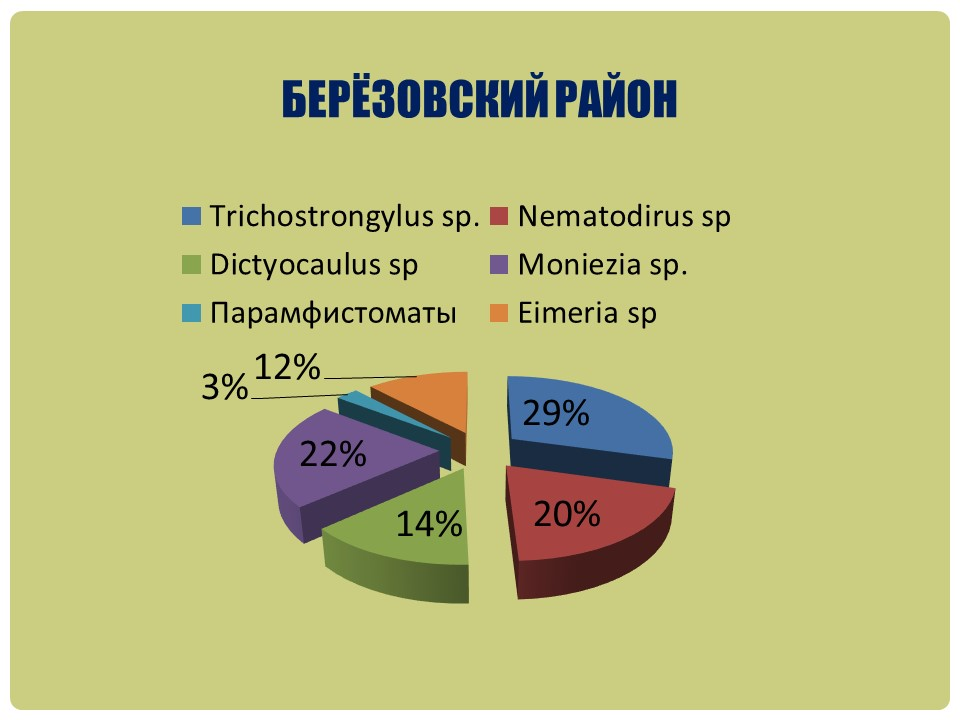 БЕРЁЗОВСКИЙ РАЙОН
Trichostrongylus sp. Nematodirus sp
Dictyocaulus sp Moniezia sp.
Парамфистоматы Eimeria sp
12%
3%
29%
22%
20%
14%